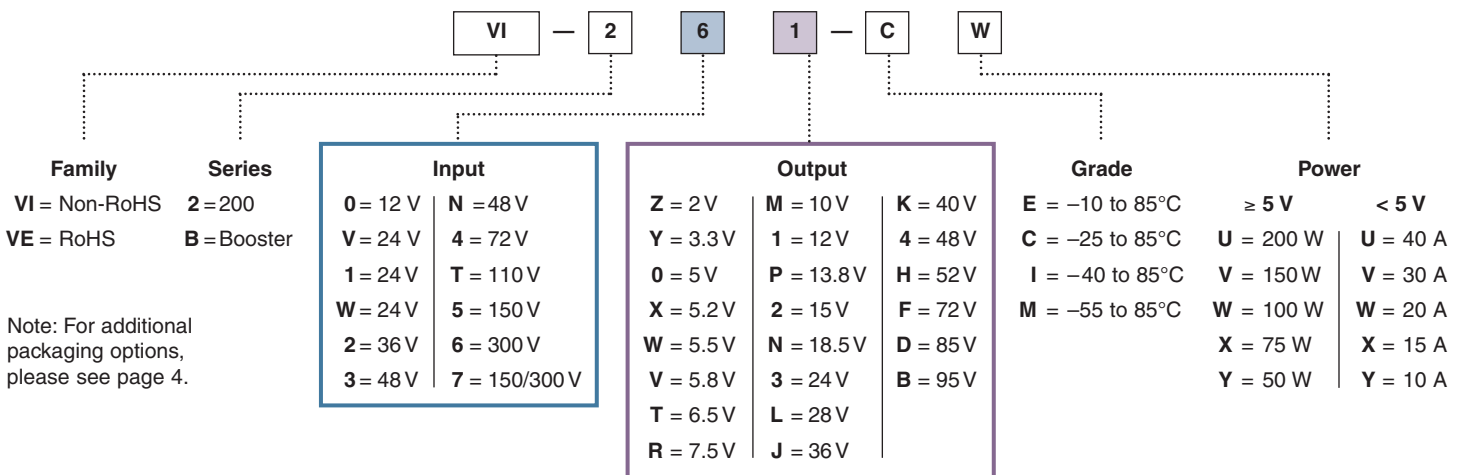 VI — 2 6 1 — C W
Family
VI = Non-RoHS
VE = RoHS
Series
2 = 200
B = Booster
Input
0 = 12 V
V = 24 V
1 = 24 V
W = 24 V
2 = 36 V
3 = 48 V
N = 48 V
4 = 72 V
T = 110 V
5 = 150 V
6 = 300 V
7 = 150/300 V
Output
Z = 2 V
Y = 3.3 V
0 = 5 V
X = 5.2 V
W = 5.5 V
V = 5.8 V
T = 6.5 V
R = 7.5 V
M = 10 V
1 = 12 V
P = 13.8 V
2 = 15 V
N = 18.5 V
3 = 24 V
L = 28 V
J = 36 V
K = 40 V
4 = 48 V
H = 52 V
F = 72 V
D = 85 V
B = 95 V
Grade
E = –10 to 85°C
C = –25 to 85°C
I = –40 to 85°C
M = –55 to 85°C
Power
≥ 5 V
U = 200 W
V = 150 W
W = 100 W
X = 75 W
Y = 50 W
< 5 V
U = 40 A
V = 30 A
W = 20 A
X = 15 A
Y = 10 A
Note: For additional
packaging options,
please see page 4.